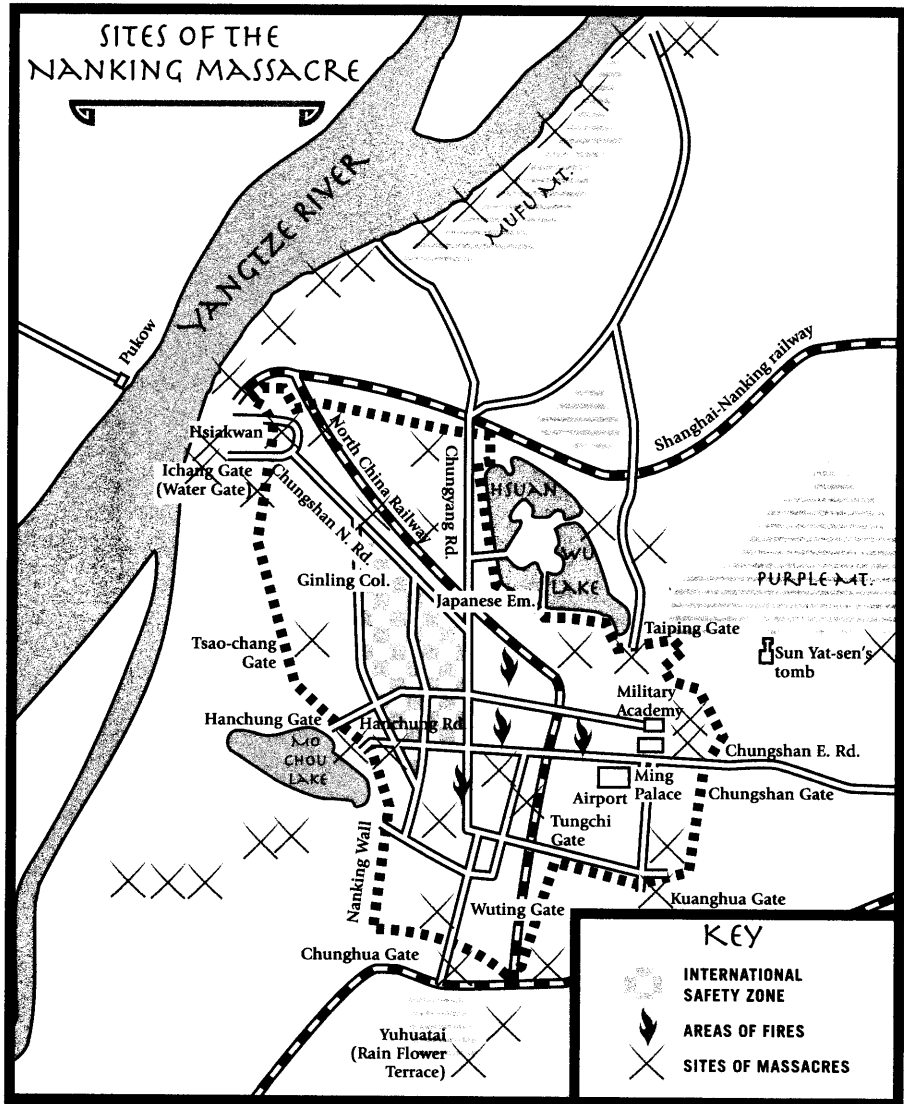 SITES OF THE
NANKING MASSACRE
YANGTZE RIVER
MUFU MT.
Pukow
Shanghai-Nanking railway
Hsiakwan
Ichang Gate
(Water Gate)
North China Railway
Chungshan N. Rd.
Chungyang Rd.
HSUAN
WU
LAKE
PURPLE MT.
Ginling Col.
Japanese Em.
Taiping Gate
Tsao-chang
Gate
Sun Yat-sen's
tomb
Military
Academy
Hanchung Gate
Hanchung Rd.
MO
CHOU
LAKE
Chungshan E. Rd.
Ming
Palace
Airport
Chungshan Gate
Tungchi
Gate
Nanking Wall
Kuanghua Gate
Wuting Gate
Chunghua Gate
Yuhuatai
(Rain Flower
Terrace)
KEY
INTERNATIONAL
SAFETY ZONE
AREAS OF FIRES
SITES OF MASSACRES